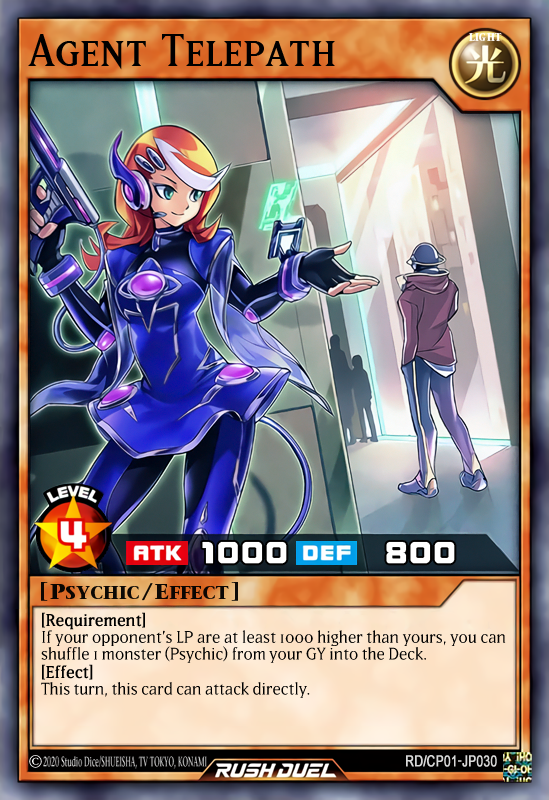 Agent Telepath
LIGHT
光
LEVEL
4
ATK 1000 DEF 800
[Psychic/Effect]
[Requirement]
If your opponent's LP are at least 1000 higher than yours, you can
shuffle 1 monster (Psychic) from your GY into the Deck.
[Effect]
This turn, this card can attack directly.
©2020 Studio Dice/SHUEISHA, TV TOKYO, KONAMI
RUSH DUEL
RD/CP01-JP030